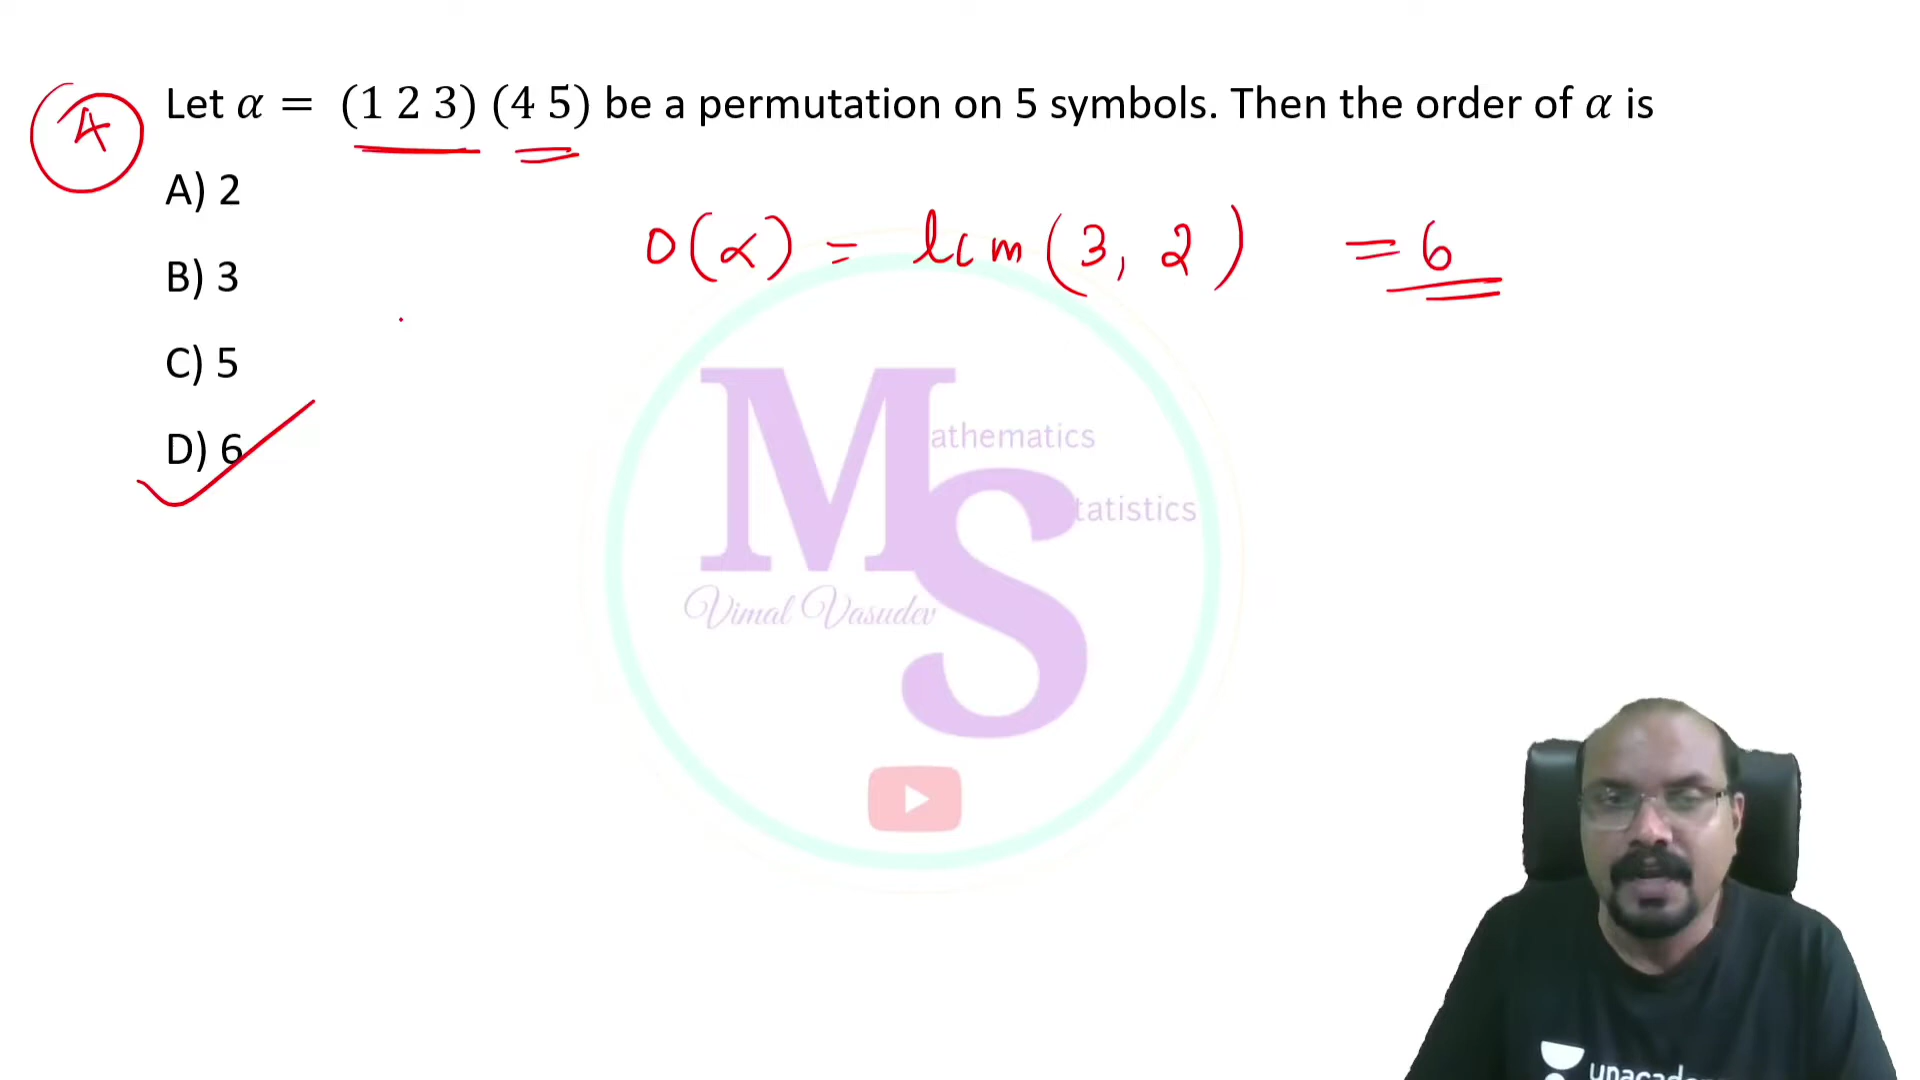 4
Let α = (1 2 3) (4 5) be a permutation on 5 symbols. Then the order of α is
A) 2
O(α) = lcm (3, 2) = 6
B) 3
C) 5
D) 6
M
athematics
S
tatistics
Vimal Vasudev